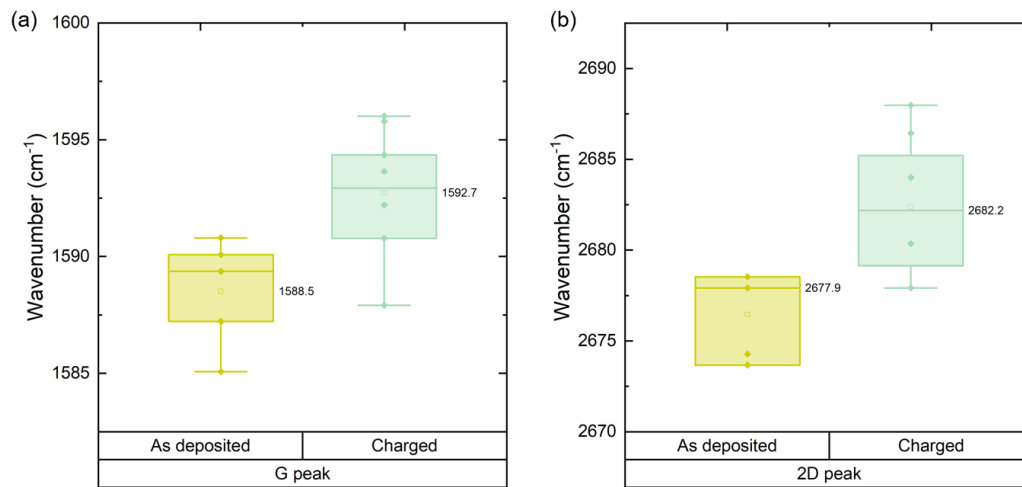 (a)
Wavenumber (cm⁻¹)
1600
1595
1590
1585
1588.5
1592.7
As deposited
Charged
G peak
(b)
Wavenumber (cm⁻¹)
2690
2685
2680
2675
2670
2677.9
2682.2
As deposited
Charged
2D peak